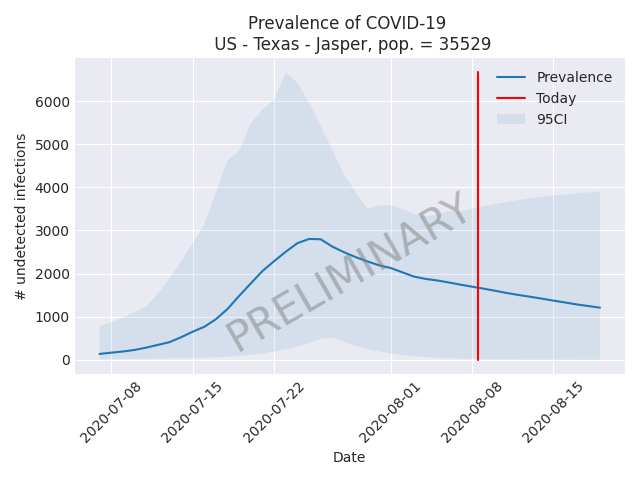 Prevalence of COVID-19
US - Texas - Jasper, pop. = 35529
Prevalence
Today
95CI
# undetected infections
6000
5000
4000
3000
2000
1000
0
PRELIMINARY
2020-07-08
2020-07-15
2020-07-22
2020-08-01
2020-08-08
2020-08-15
Date